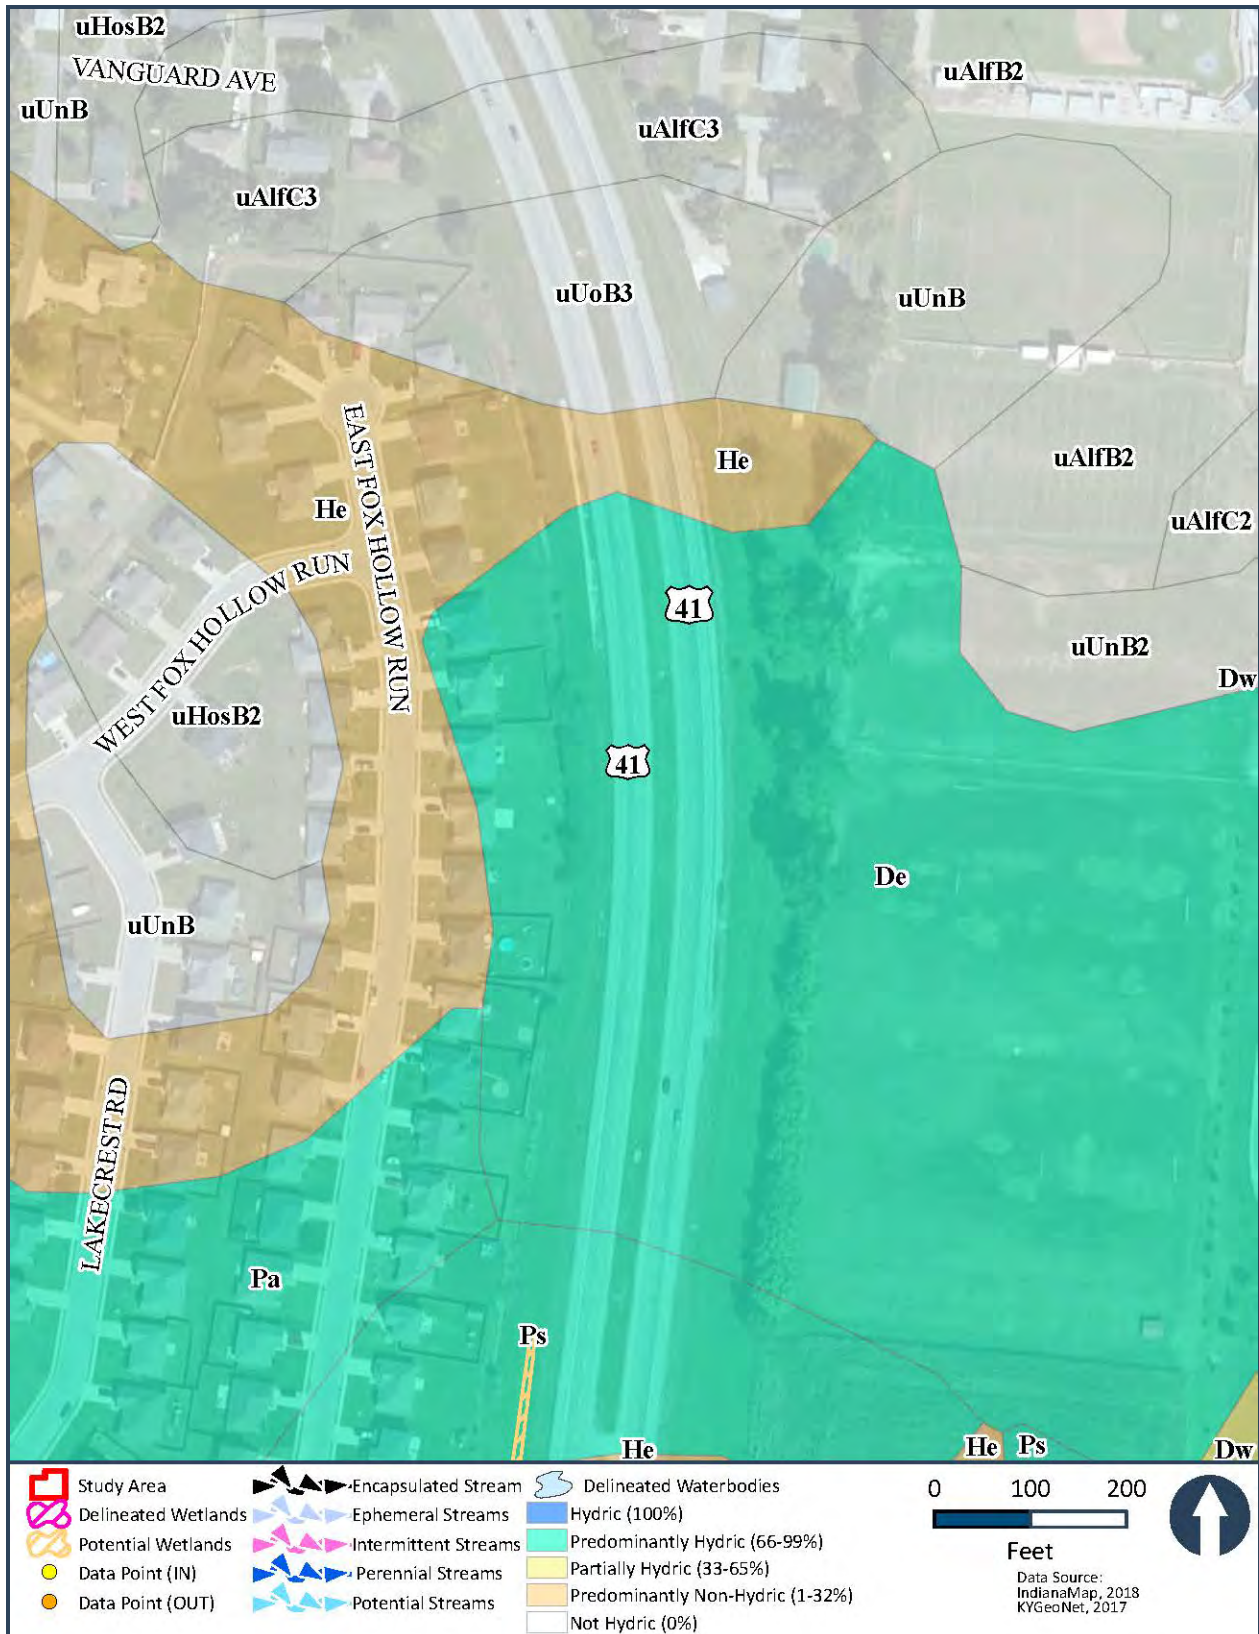 uHosB2
VANGUARD AVE
uUnB
uAlfB2
uAlfC3
uAlfC3
uUoB3
uUnB
EAST FOX HOLLOW RUN
He
He
uAlfB2
uAlfC2
WEST FOX HOLLOW RUN
41
uUnB2
Dw
uHosB2
41
De
uUnB
LAKECREST RD
Pa
Ps
He
He
Ps
Dw
Study Area
Delineated Wetlands
Potential Wetlands
Data Point (IN)
Data Point (OUT)
Encapsulated Stream
Ephemeral Streams
Intermittent Streams
Perennial Streams
Potential Streams
Delineated Waterbodies
Hydric (100%)
Predominantly Hydric (66-99%)
Partially Hydric (33-65%)
Predominantly Non-Hydric (1-32%)
Not Hydric (0%)
0 100 200
Feet
Data Source:
IndianaMap, 2018
KYGeoNet, 2017